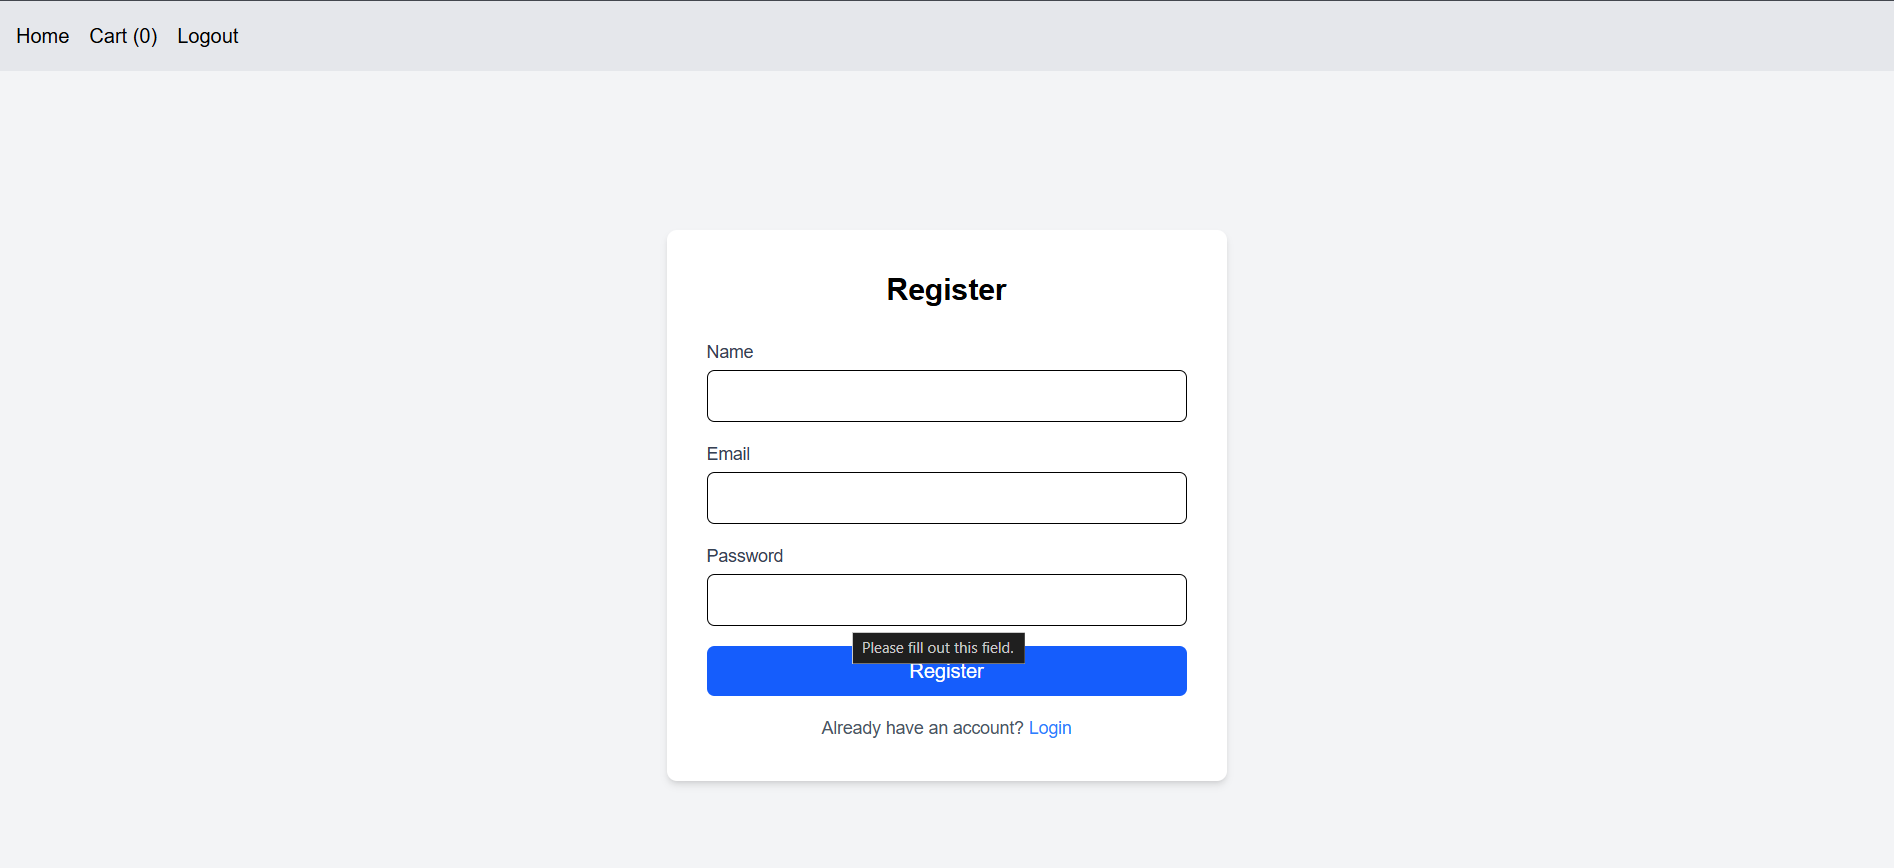 Home Cart (0) Logout
Register
Name
Email
Password
Please fill out this field.
Register
Already have an account? Login